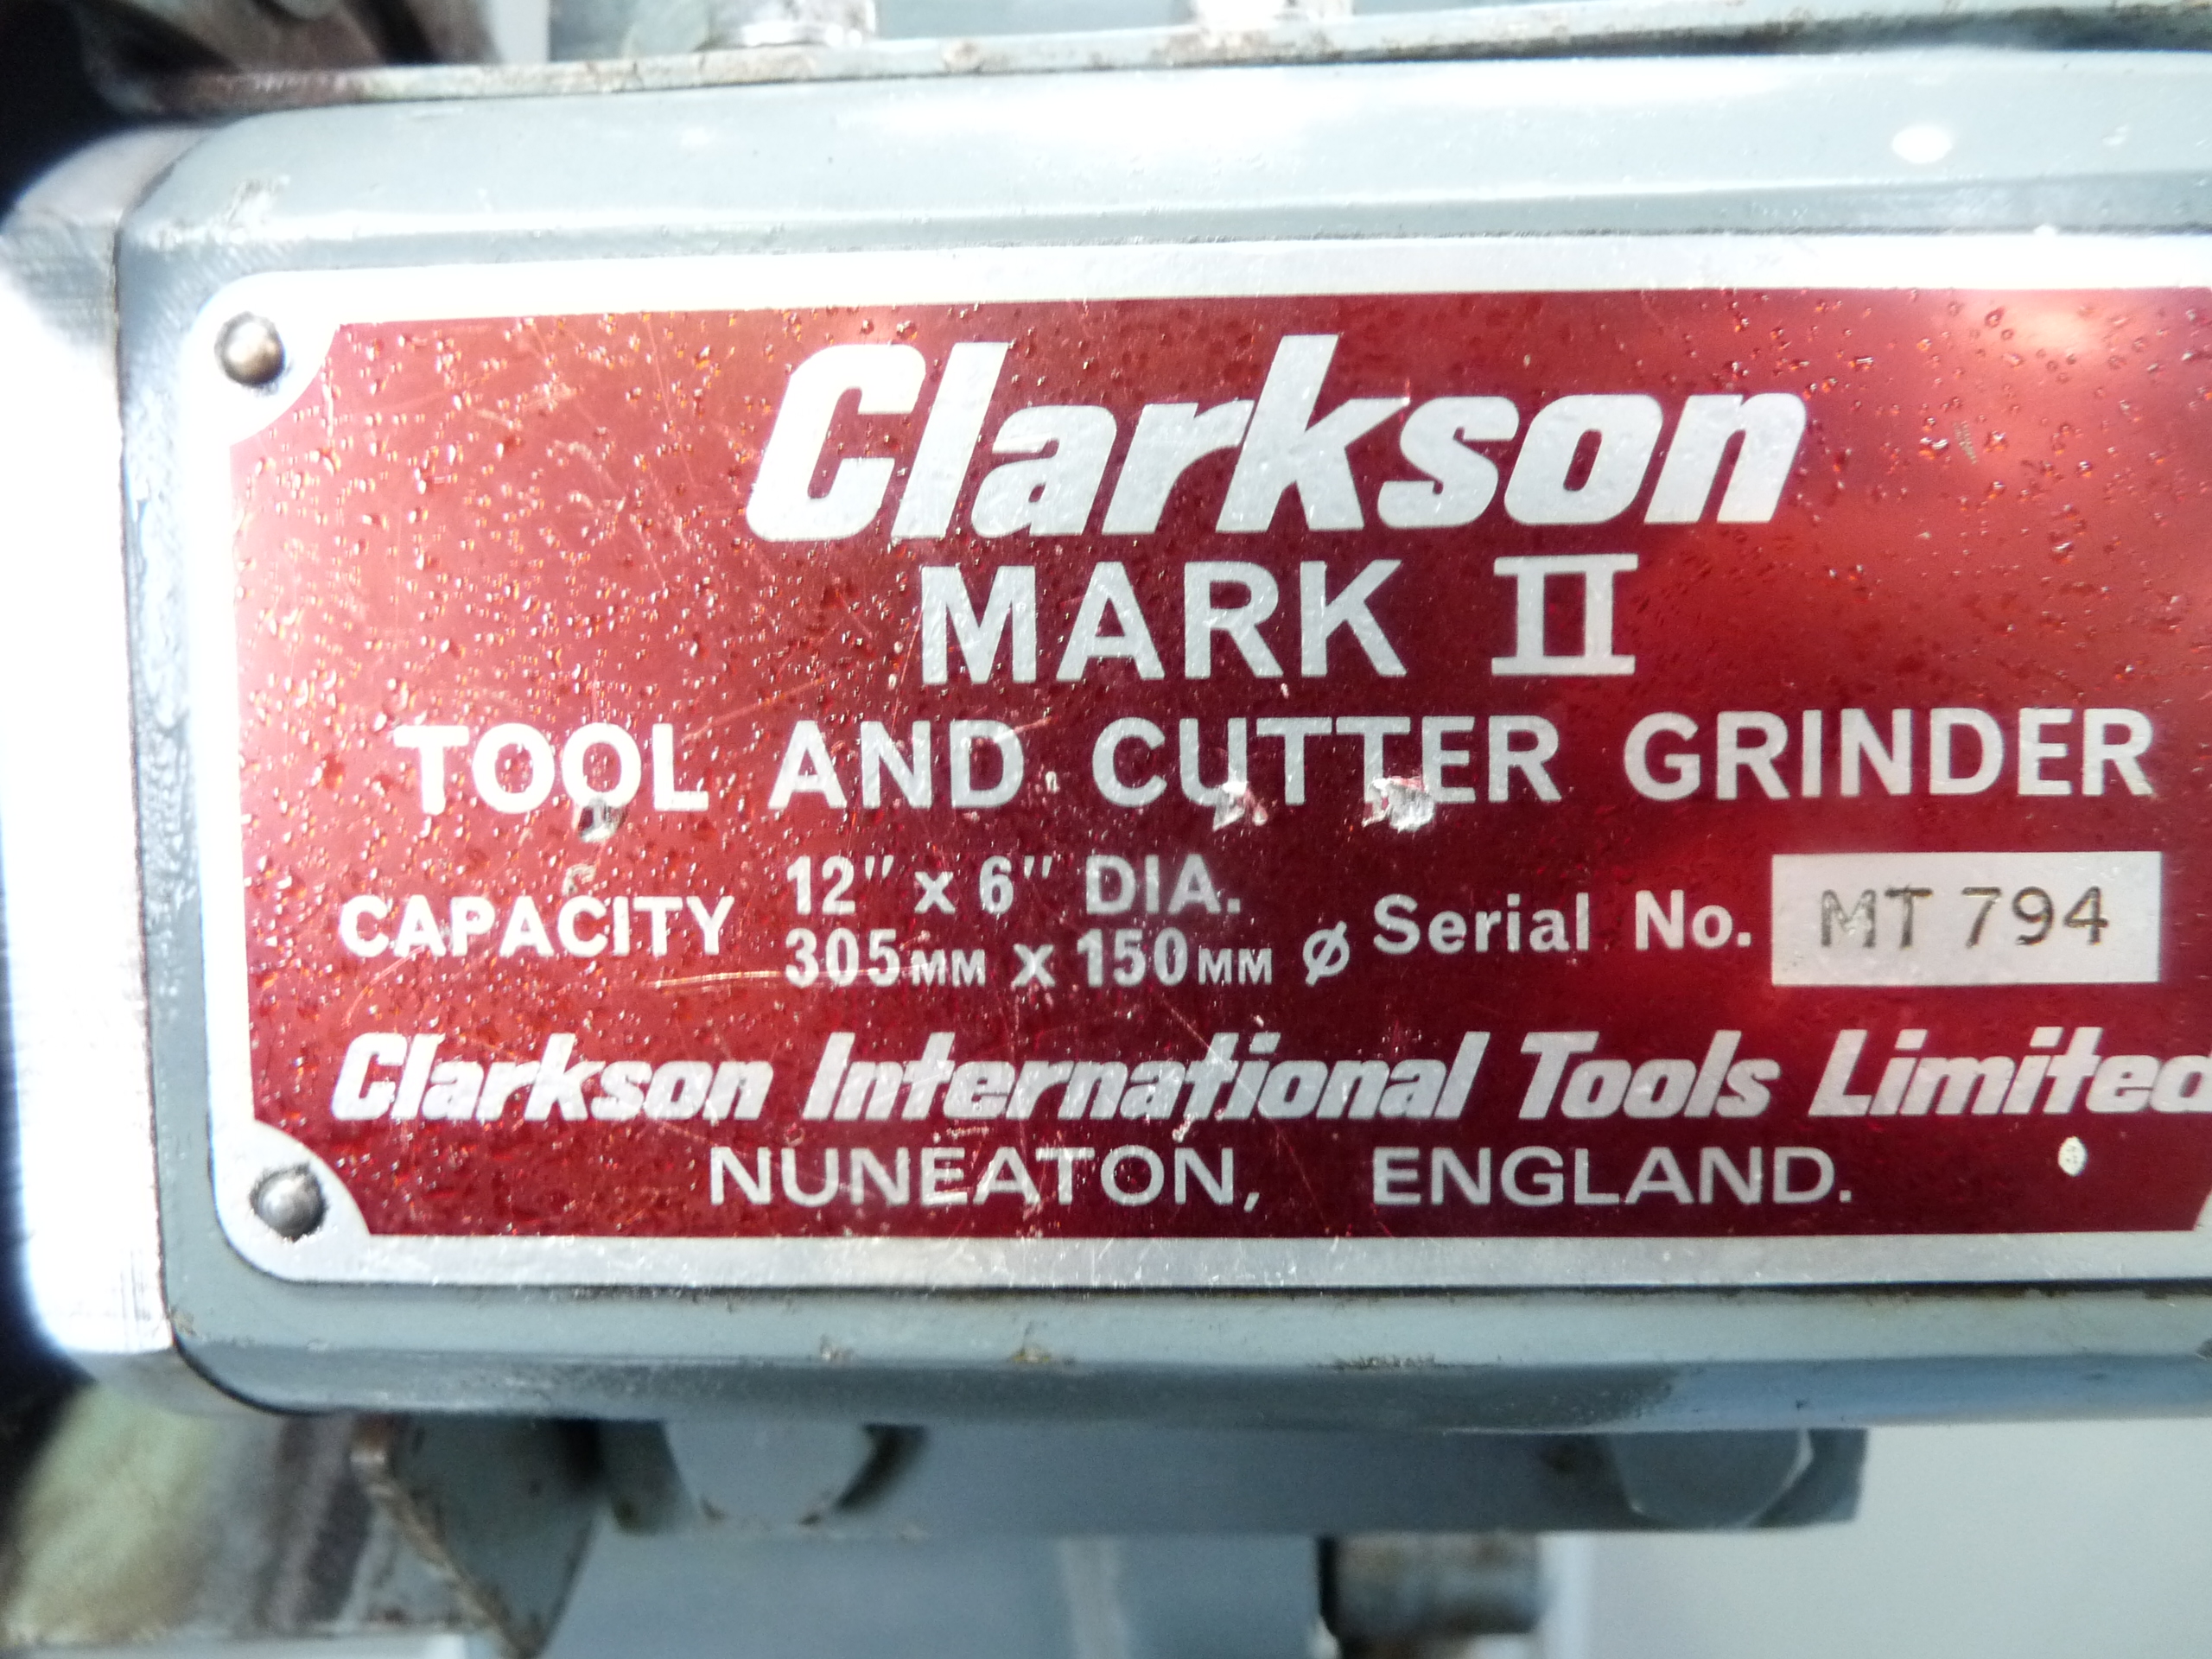 Clarkson
MARK II
TOOL AND CUTTER GRINDER
CAPACITY 12" x 6" DIA.
305MM x 150MM ø Serial No. MT 794
Clarkson International Tools Limited
NUNEATON, ENGLAND.